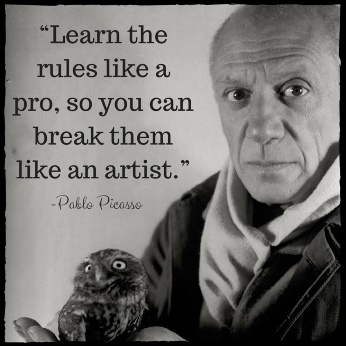 “Learn the
rules like a
pro, so you can
break them
like an artist.”
-Pablo Picasso